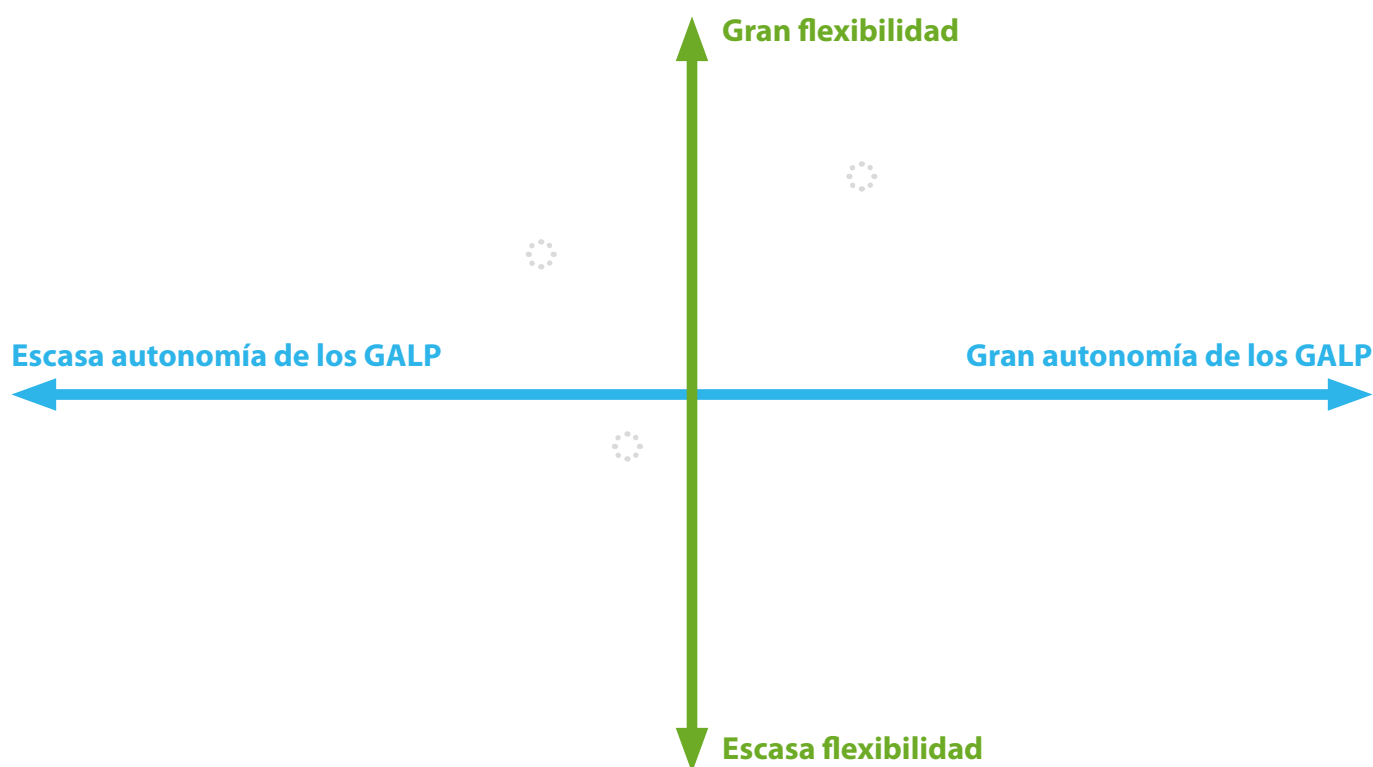 Gran flexibilidad
Escasa autonomía de los GALP
Gran autonomía de los GALP
Escasa flexibilidad